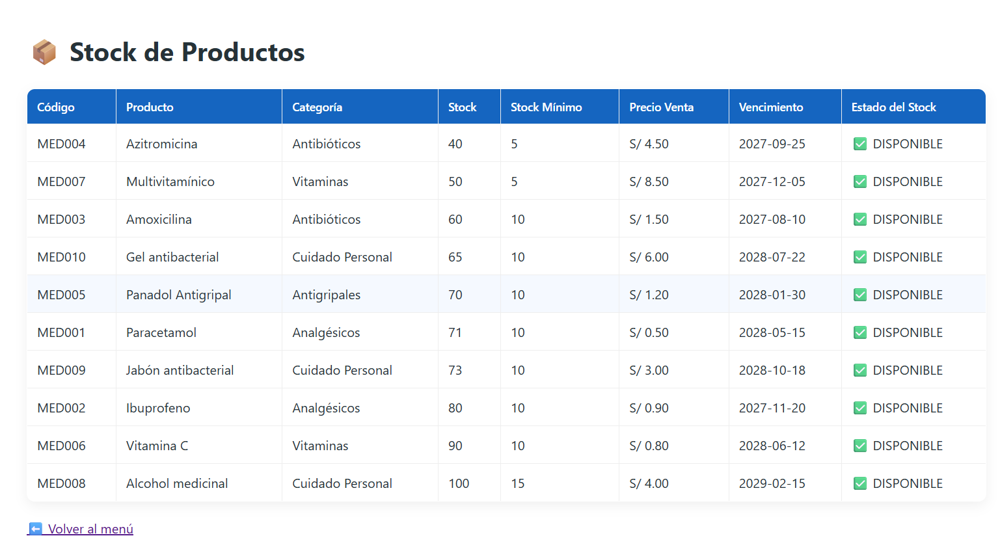 📦 Stock de Productos
Código Producto Categoría Stock Stock Mínimo Precio Venta Vencimiento Estado del Stock
MED004 Azitromicina Antibióticos 40 5 S/ 4.50 2027-09-25 ✅ DISPONIBLE
MED007 Multivitamínico Vitaminas 50 5 S/ 8.50 2027-12-05 ✅ DISPONIBLE
MED003 Amoxicilina Antibióticos 60 10 S/ 1.50 2027-08-10 ✅ DISPONIBLE
MED010 Gel antibacterial Cuidado Personal 65 10 S/ 6.00 2028-07-22 ✅ DISPONIBLE
MED005 Panadol Antigripal Antigripales 70 10 S/ 1.20 2028-01-30 ✅ DISPONIBLE
MED001 Paracetamol Analgésicos 71 10 S/ 0.50 2028-05-15 ✅ DISPONIBLE
MED009 Jabón antibacterial Cuidado Personal 73 10 S/ 3.00 2028-10-18 ✅ DISPONIBLE
MED002 Ibuprofeno Analgésicos 80 10 S/ 0.90 2027-11-20 ✅ DISPONIBLE
MED006 Vitamina C Vitaminas 90 10 S/ 0.80 2028-06-12 ✅ DISPONIBLE
MED008 Alcohol medicinal Cuidado Personal 100 15 S/ 4.00 2029-02-15 ✅ DISPONIBLE
⬅️ Volver al menú